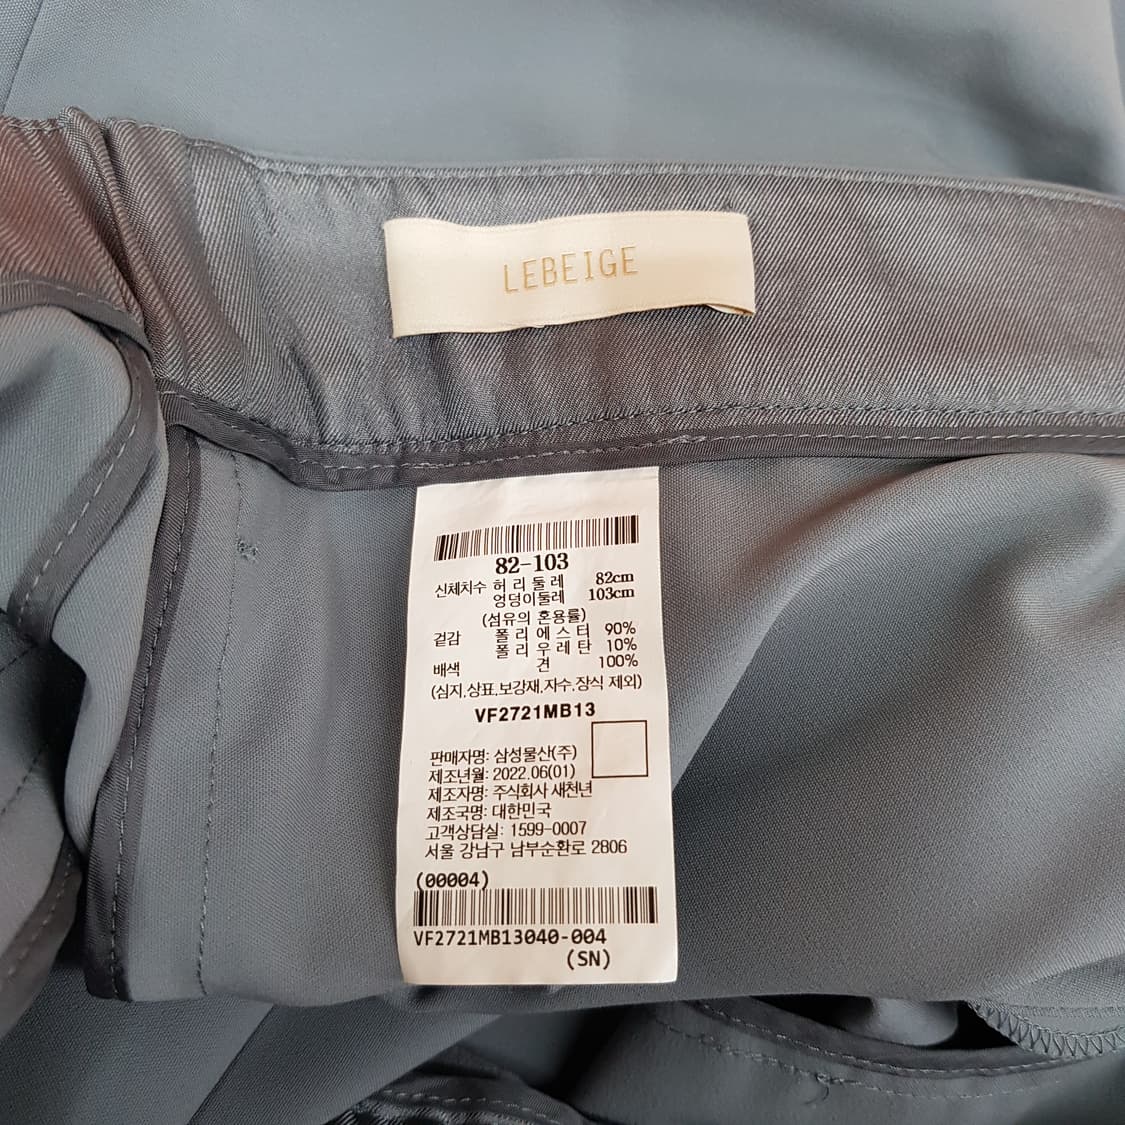 LEBEIGE
82-103
신체치수 허 리 둘 레 82cm
엉덩이둘레 103cm
(섬유의 혼용률)
겉감 폴 리 에 스 터 90%
폴 리 우 레 탄 10%
배색 견 100%
(심지,상표,보강재,자수,장식 제외)
VF2721MB13
판매자명: 삼성물산(주)
제조년월: 2022.06(01)
제조자명: 주식회사 새천년
제조국명: 대한민국
고객상담실: 1599-0007
서울 강남구 남부순환로 2806
(00004)
VF2721MB13040-004
(SN)